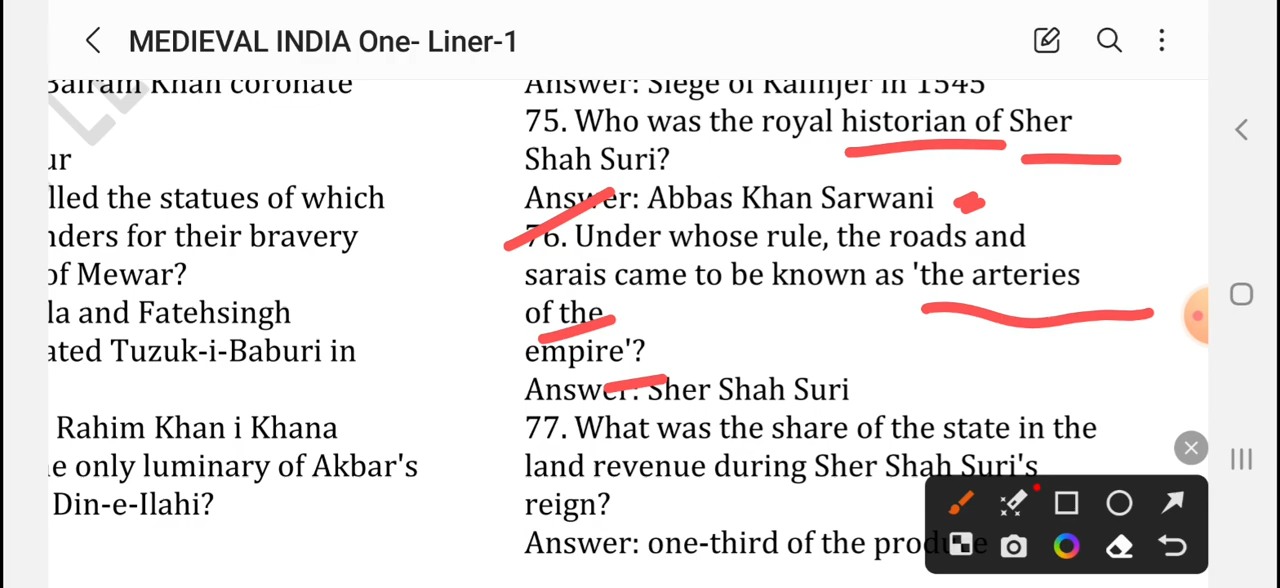 MEDIEVAL INDIA One- Liner-1
Bairam Khan coronate
ur
lled the statues of which
nders for their bravery
of Mewar?
la and Fatehsingh
ated Tuzuk-i-Baburi in
Rahim Khan i Khana
e only luminary of Akbar's
Din-e-Ilahi?
Answer: Siege of Kalinjer in 1545
75. Who was the royal historian of Sher
Shah Suri?
Answer: Abbas Khan Sarwani
76. Under whose rule, the roads and
sarais came to be known as 'the arteries
of the
empire'?
Answer: Sher Shah Suri
77. What was the share of the state in the
land revenue during Sher Shah Suri's
reign?
Answer: one-third of the produce